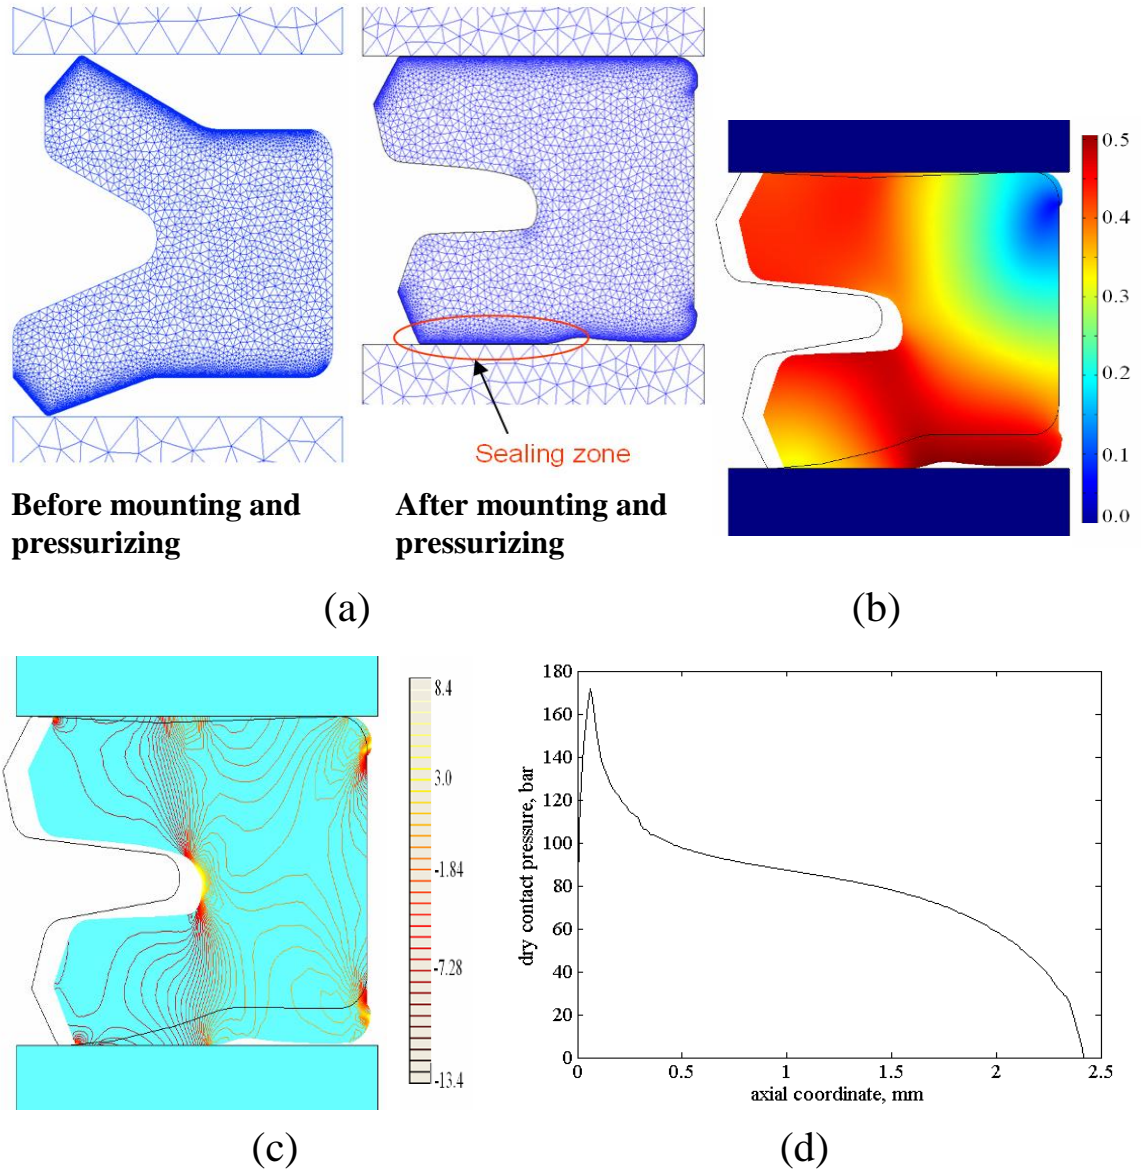 Sealing zone
Before mounting and
pressurizing
After mounting and
pressurizing
(a)
0.5
0.4
0.3
0.2
0.1
0.0
(b)
8.4
3.0
-1.84
-7.28
-13.4
(c)
180
160
140
120
100
80
60
40
20
0
dry contact pressure, bar
0
0.5
1
1.5
2
2.5
axial coordinate, mm
(d)